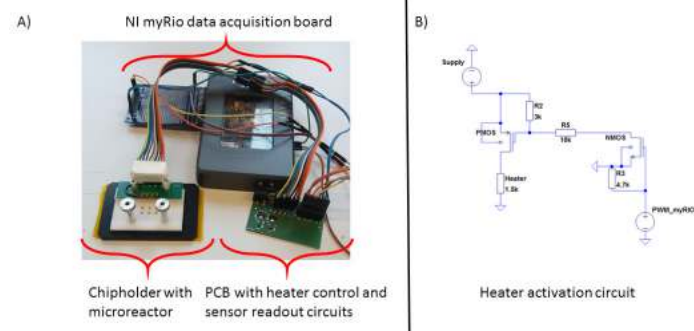 A)
NI myRio data acquisition board
Chipholder with
microreactor
PCB with heater control and
sensor readout circuits
B)
Supply
R2
3k
PMOS
R5
10k
NMOS
Heater
1.5k
R3
4.7k
PWM_myRIO
Heater activation circuit